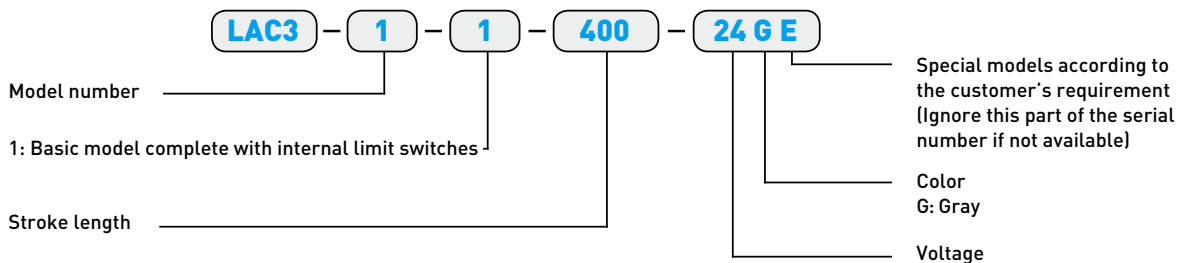 LAC3 – 1 – 1 – 400 – 24 G E
Model number
1: Basic model complete with internal limit switches
Stroke length
Special models according to
the customer’s requirement
(Ignore this part of the serial
number if not available)
Color
G: Gray
Voltage